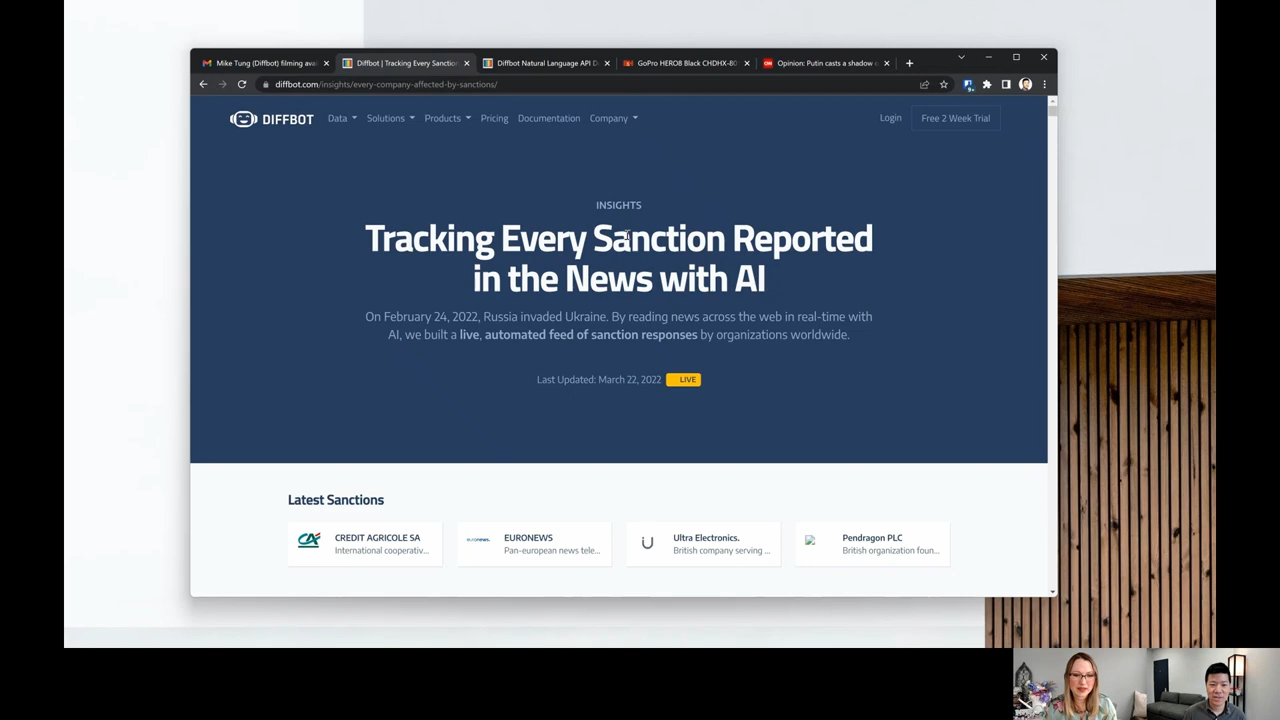 Mike Tung (Diffbot) filming avai
Diffbot | Tracking Every Sanction
Diffbot Natural Language API D
GoPro HERO8 Black CHDHX-80
Opinion: Putin casts a shadow o
diffbot.com/insights/every-company-affected-by-sanctions/
DIFFBOT
Data
Solutions
Products
Pricing
Documentation
Company
Login
Free 2 Week Trial
INSIGHTS
Tracking Every Sanction Reported
in the News with AI
On February 24, 2022, Russia invaded Ukraine. By reading news across the web in real-time with
AI, we built a live, automated feed of sanction responses by organizations worldwide.
Last Updated: March 22, 2022 LIVE
Latest Sanctions
CREDIT AGRICOLE SA
International cooperativ...
euronews.
EURONEWS
Pan-european news tele...
Ultra Electronics.
British company serving ...
Pendragon PLC
British organization foun...